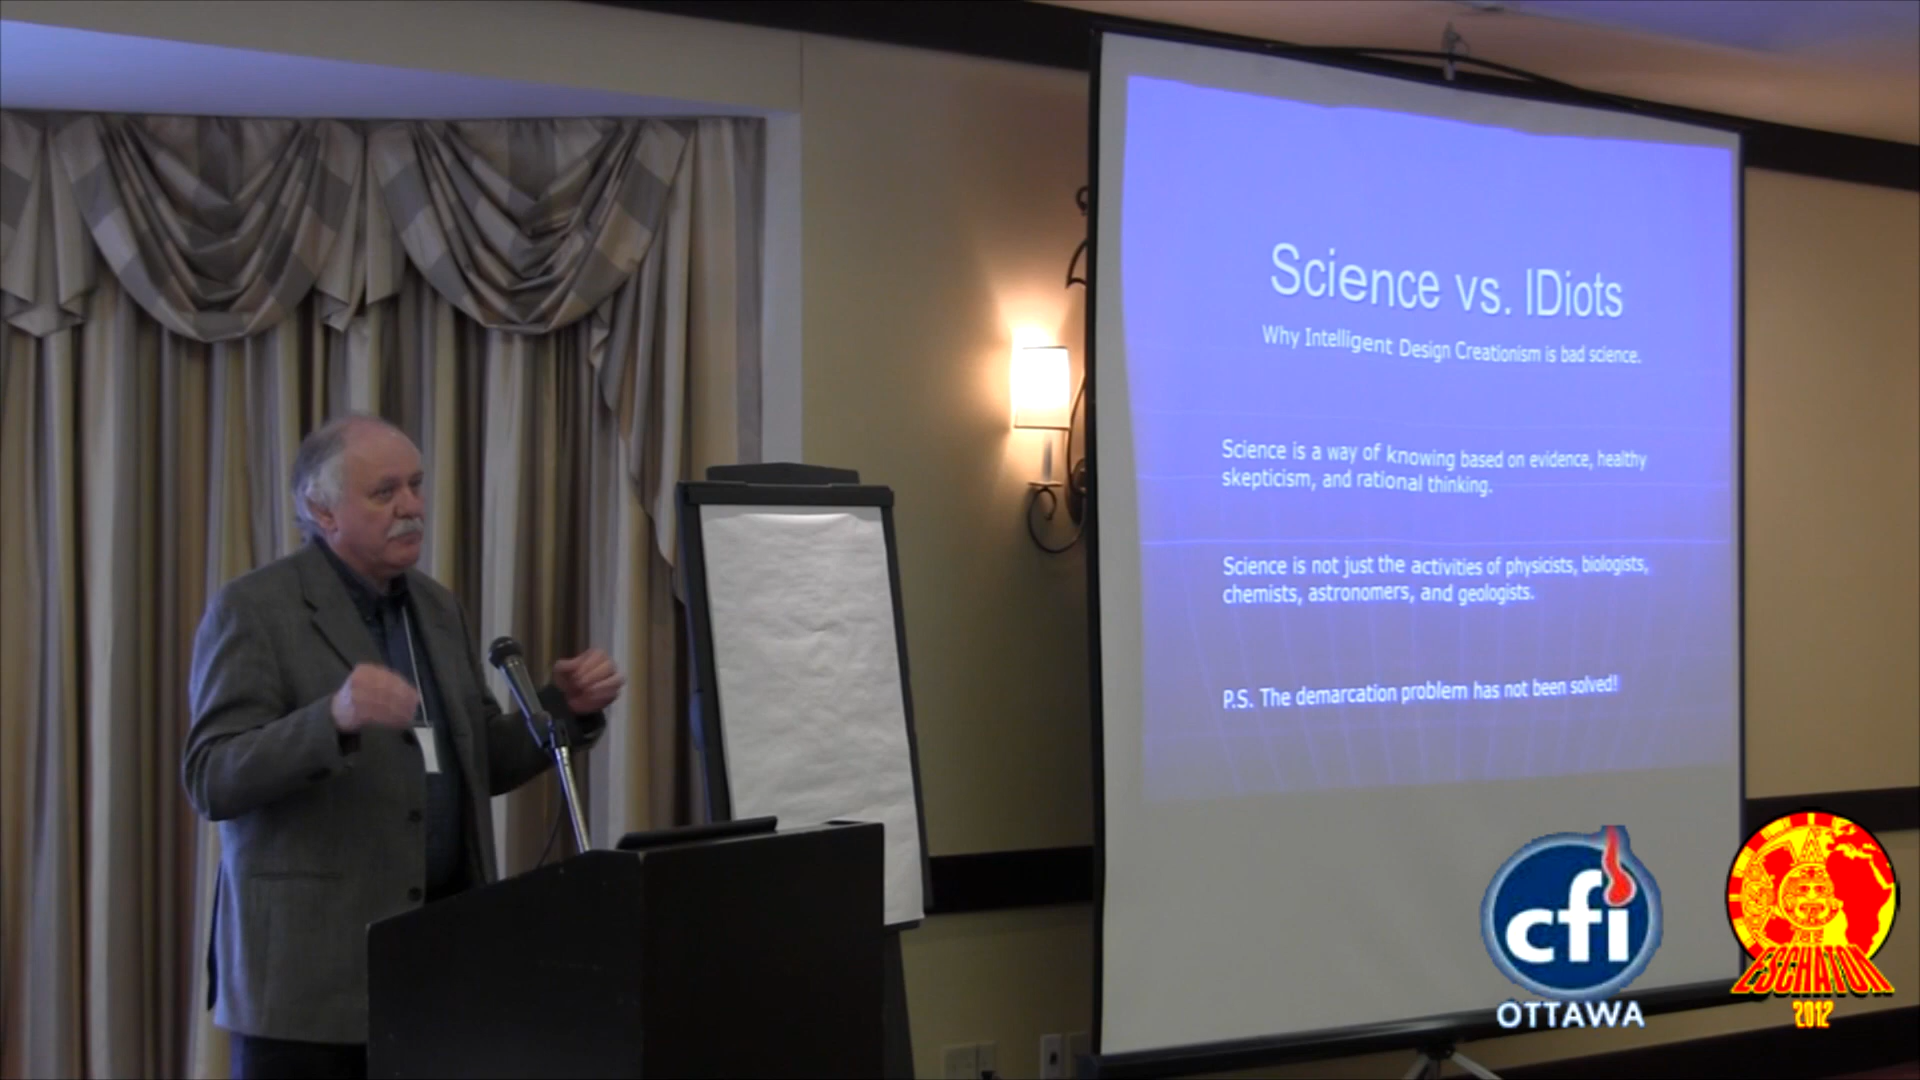 Science vs. IDiots
Why Intelligent Design Creationism is bad science.
Science is a way of knowing based on evidence, healthy
skepticism, and rational thinking.
Science is not just the activities of physicists, biologists,
chemists, astronomers, and geologists.
P.S. The demarcation problem has not been solved!
cfi
OTTAWA
ESCHATON
2012